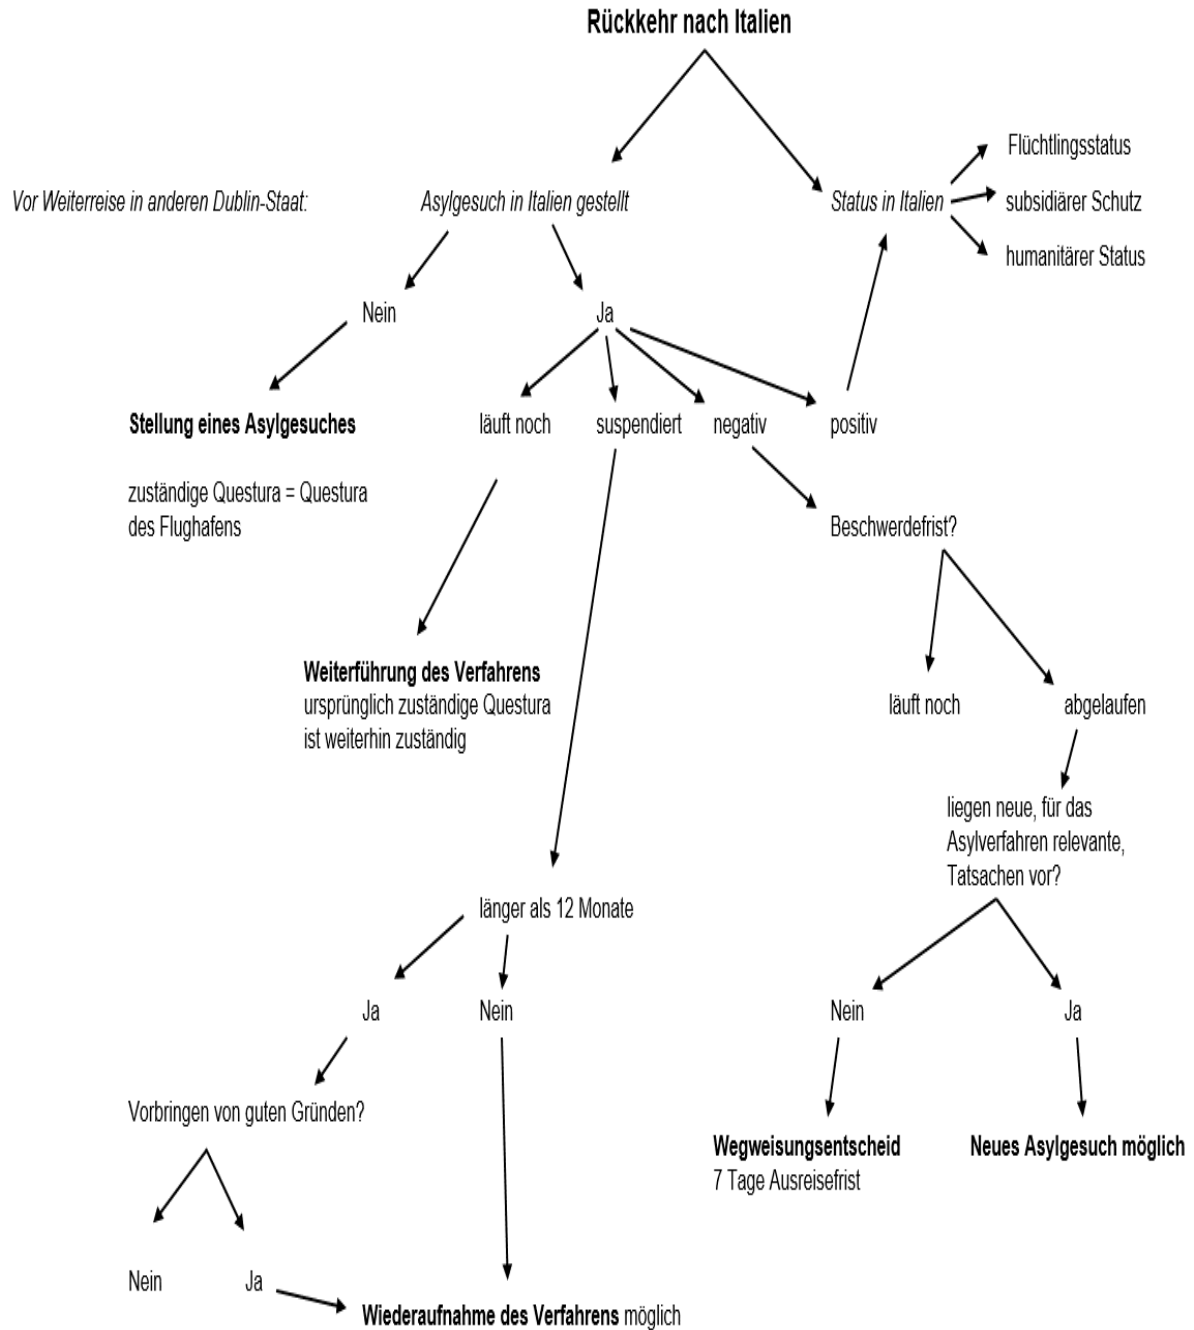 Rückkehr nach Italien
Flüchtlingsstatus
Vor Weiterreise in anderen Dublin-Staat:
Asylgesuch in Italien gestellt
Status in Italien
subsidiärer Schutz
humanitärer Status
Nein
Ja
Stellung eines Asylgesuches
läuft noch
suspendiert
negativ
positiv
zuständige Questura = Questura
des Flughafens
Beschwerdefrist?
Weiterführung des Verfahrens
ursprünglich zuständige Questura
ist weiterhin zuständig
läuft noch
abgelaufen
liegen neue, für das
Asylverfahren relevante,
Tatsachen vor?
länger als 12 Monate
Ja
Nein
Nein
Ja
Vorbringen von guten Gründen?
Wegweisungsentscheid
7 Tage Ausreisefrist
Neues Asylgesuch möglich
Nein
Ja
Wiederaufnahme des Verfahrens möglich